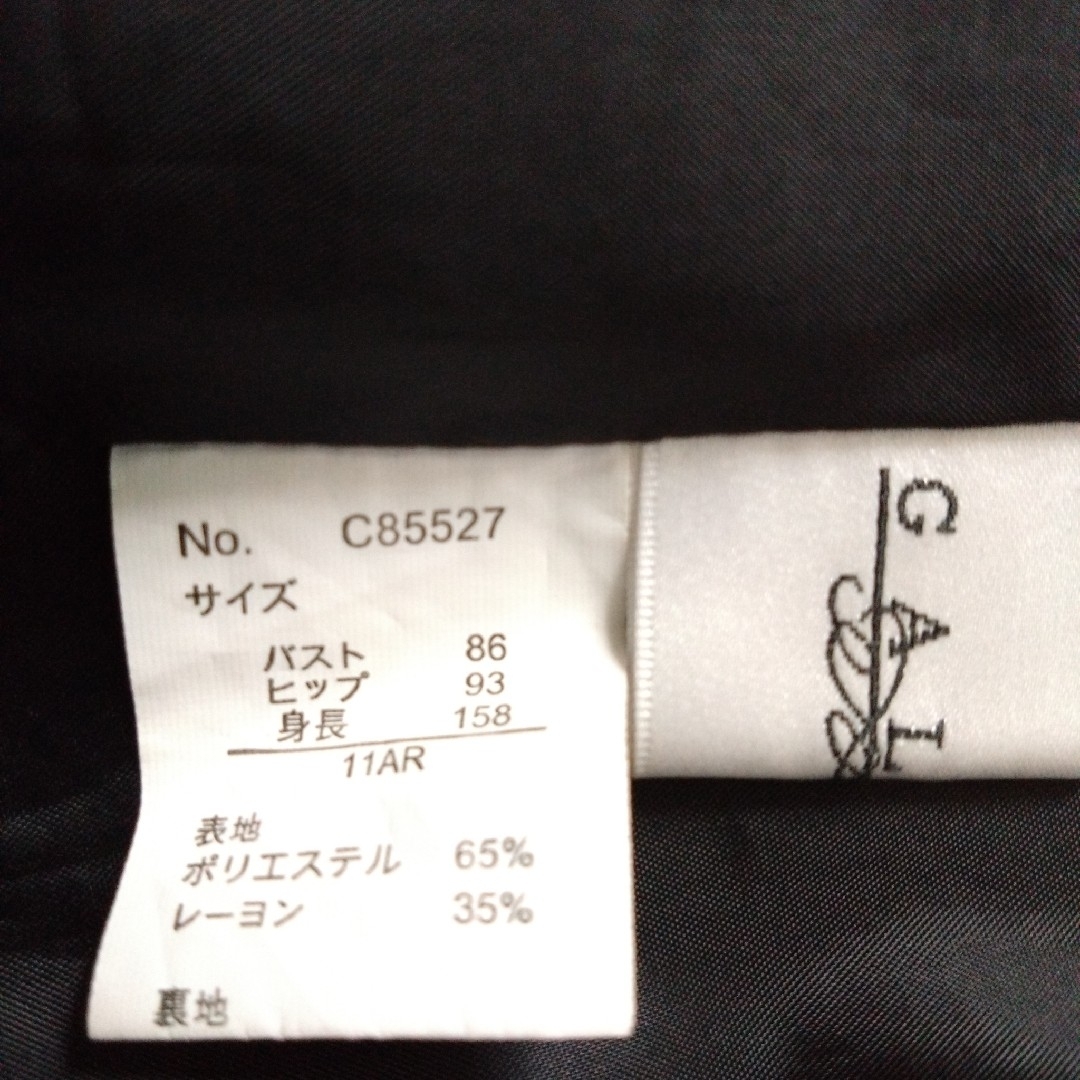 No. C85527
サイズ
バスト 86
ヒップ 93
身長 158
11AR
表地
ポリエステル 65%
レーヨン 35%
裏地
G A L